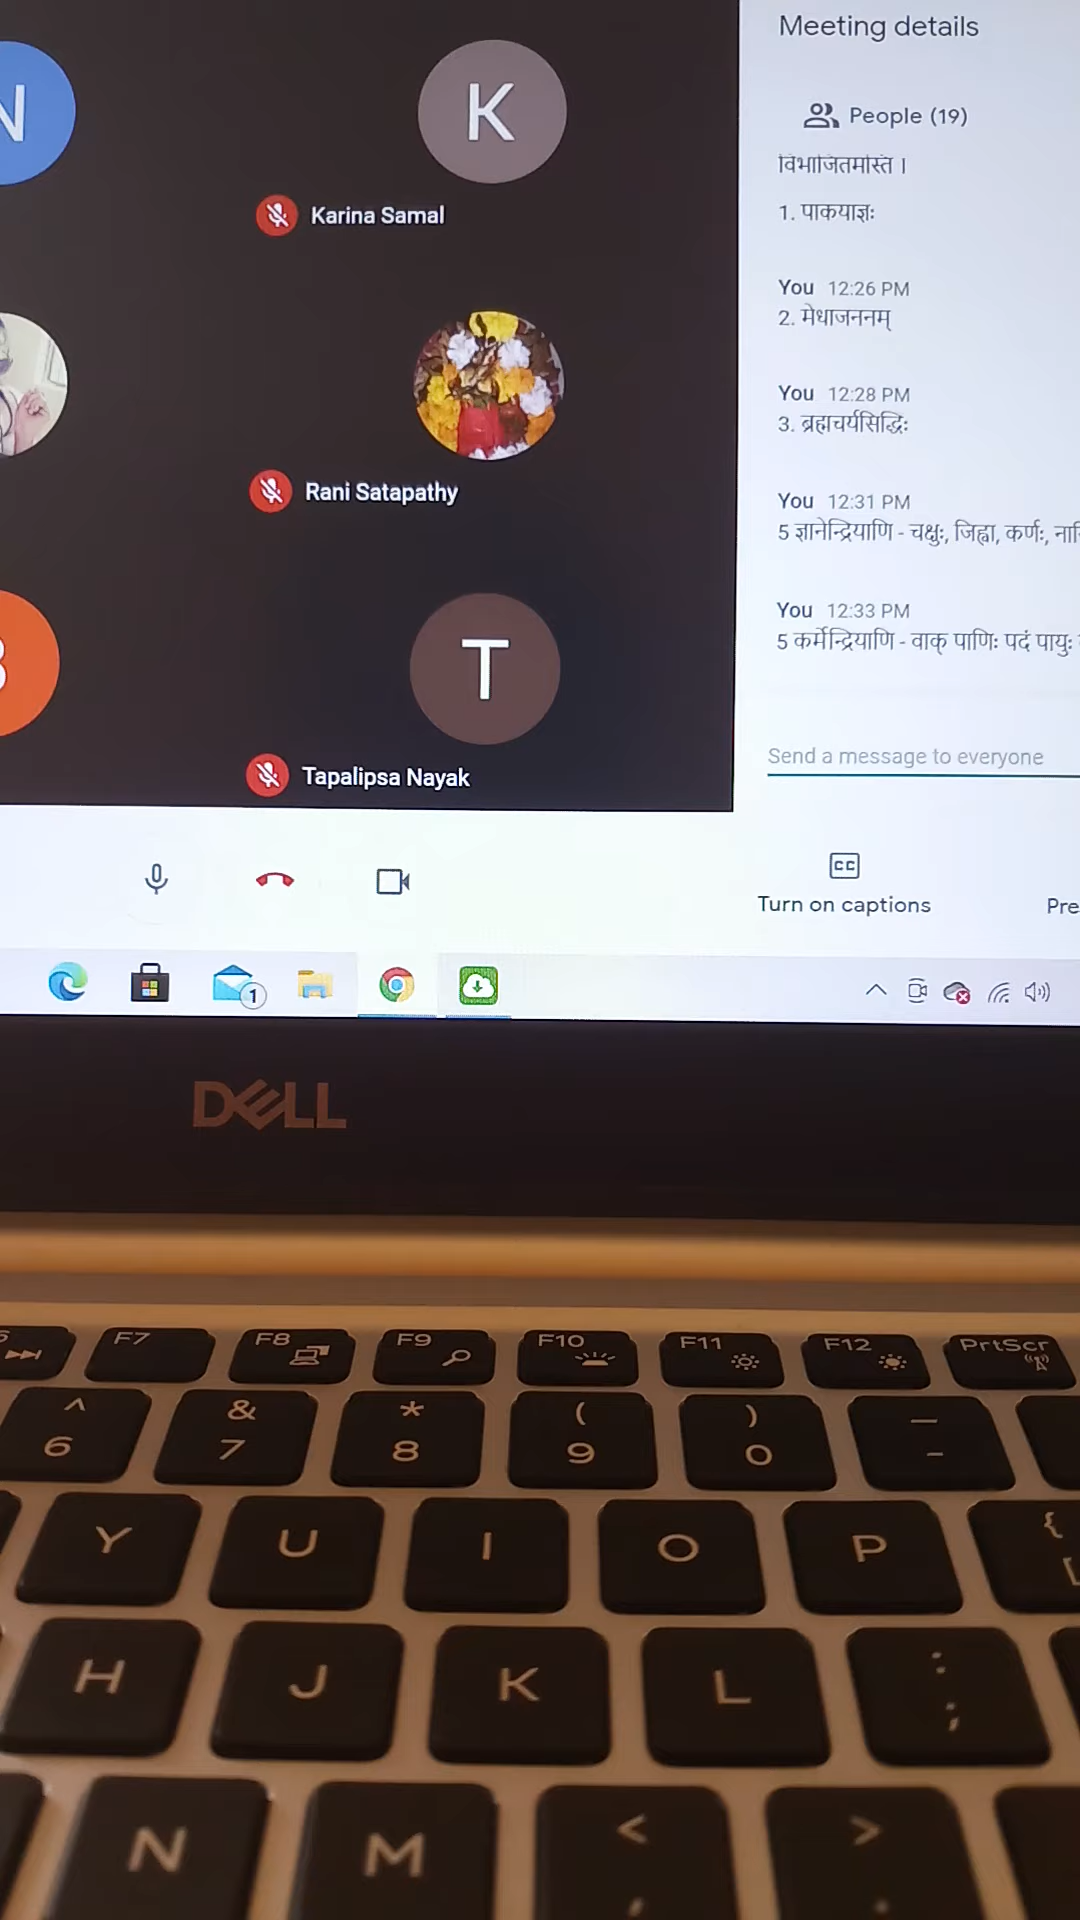 Meeting details
People (19)
विभाजितमस्ति ।
1. पाकयाज्ञः
You 12:26 PM
2. मेधाजननम्
You 12:28 PM
3. ब्रह्मचर्यसिद्धिः
You 12:31 PM
5 ज्ञानेन्द्रियाणि - चक्षुः, जिह्वा, कर्णः,
You 12:33 PM
5 कर्मेन्द्रियाणि - वाक् पाणिः पदं पायुः
Send a message to everyone
N
K
Karina Samal
Rani Satapathy
T
Tapalipsa Nayak
CC
Turn on captions
1
DELL
F7 F8 F9 F10 F11 F12 PrtScr
^ & * ( ) —
6 7 8 9 0 -
Y U I O P {
[
H J K L :
;
N M < >
, .